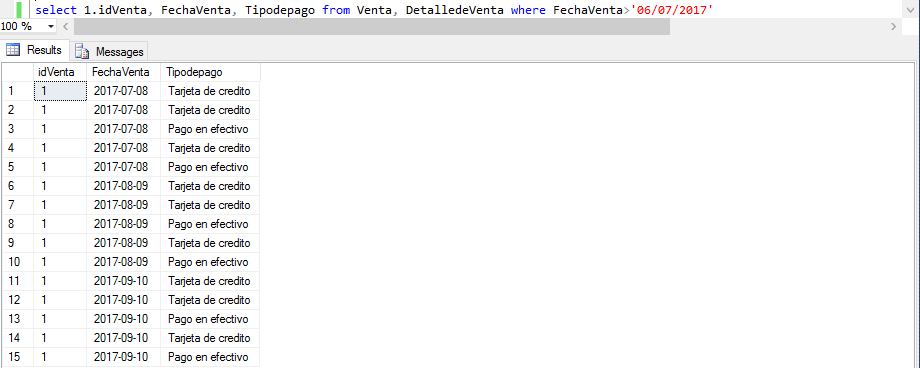 select 1.idVenta, FechaVenta, Tipodepago from Venta, DetalledeVenta where FechaVenta>'06/07/2017'
100 %
Results Messages
idVenta FechaVenta Tipodepago
1 1 2017-07-08 Tarjeta de credito
2 1 2017-07-08 Tarjeta de credito
3 1 2017-07-08 Pago en efectivo
4 1 2017-07-08 Tarjeta de credito
5 1 2017-07-08 Pago en efectivo
6 1 2017-08-09 Tarjeta de credito
7 1 2017-08-09 Tarjeta de credito
8 1 2017-08-09 Pago en efectivo
9 1 2017-08-09 Tarjeta de credito
10 1 2017-08-09 Pago en efectivo
11 1 2017-09-10 Tarjeta de credito
12 1 2017-09-10 Tarjeta de credito
13 1 2017-09-10 Pago en efectivo
14 1 2017-09-10 Tarjeta de credito
15 1 2017-09-10 Pago en efectivo